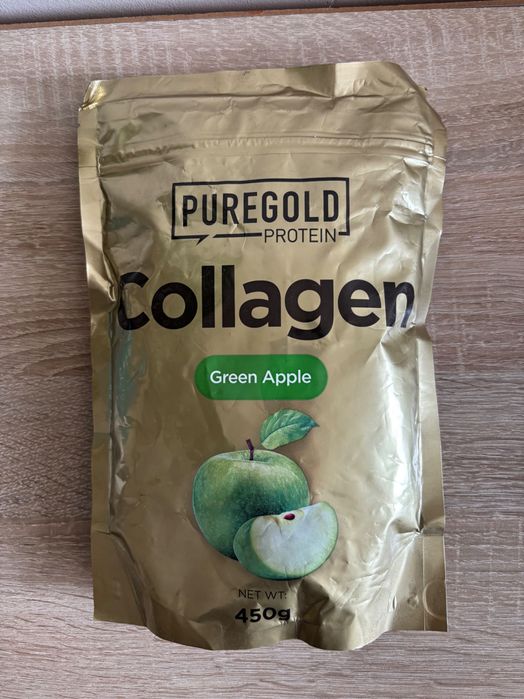 PUREGOLD
PROTEIN
Collagen
Green Apple
NET WT:
450g